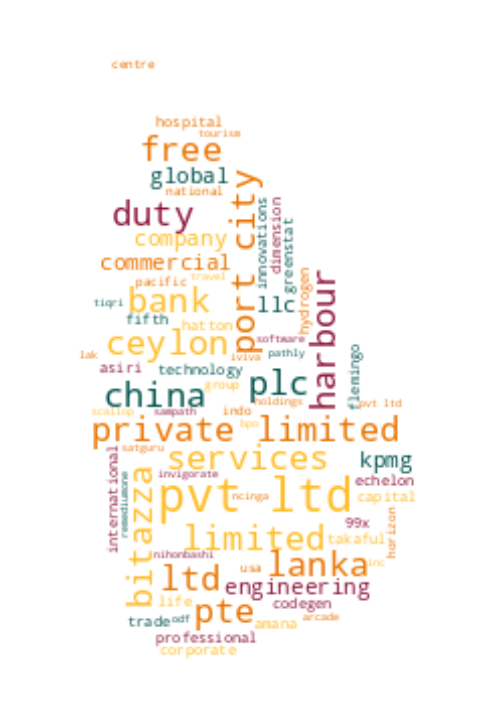 centre
hospital
tourism
free
global
national
port city
duty
innovations
dimension
greenstat
company
commercial
travel
pacific
hydrogen
harbour
bank
tiqri
llc
fifth
hatton
ceylon
software
lak
iviva
pathly
flemingo
asiri
technology
plc
china
group
holdings
pvt ltd
scallop
sampath
indo
bpo
private limited
satguru
services
kpmg
international
remediumone
invigorate
echelon
bitazza
pvt ltd
ncinga
capital
99x
horizon
limited
takaful
nihonbashi
lanka
inc
usa
ltd
engineering
life
codegen
pte
trade
odf
amana
arcade
professional
corporate